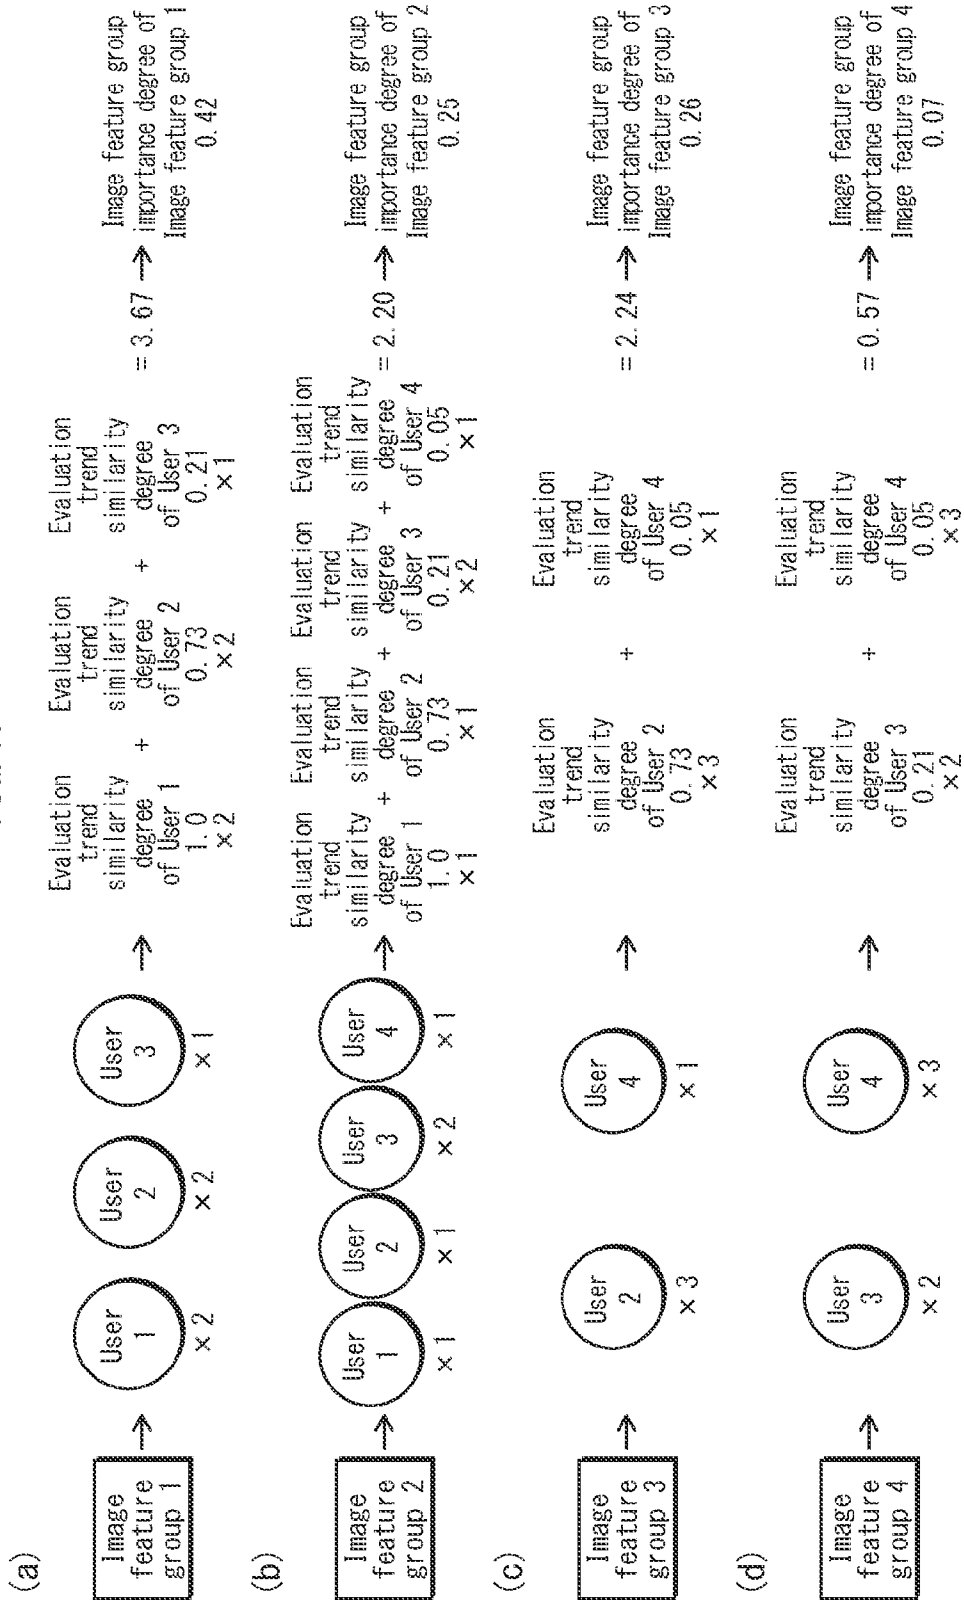 (a)
Image
feature
group 1
User
1
×2
User
2
×2
User
3
×1
Evaluation
trend
similarity
degree
of User 1
1.0
×2
+
Evaluation
trend
similarity
degree
of User 2
0.73
×2
+
Evaluation
trend
similarity
degree
of User 3
0.21
×1
= 3.67
Image feature group
importance degree of
Image feature group 1
0.42
(b)
Image
feature
group 2
User
1
×1
User
2
×1
User
3
×2
User
4
×1
Evaluation
trend
similarity
degree
of User 1
1.0
×1
+
Evaluation
trend
similarity
degree
of User 2
0.73
×1
+
Evaluation
trend
similarity
degree
of User 3
0.21
×2
+
Evaluation
trend
similarity
degree
of User 4
0.05
×1
= 2.20
Image feature group
importance degree of
Image feature group 2
0.25
(c)
Image
feature
group 3
User
2
×3
User
4
×1
Evaluation
trend
similarity
degree
of User 2
0.73
×3
+
Evaluation
trend
similarity
degree
of User 4
0.05
×1
= 2.24
Image feature group
importance degree of
Image feature group 3
0.26
(d)
Image
feature
group 4
User
3
×2
User
4
×3
Evaluation
trend
similarity
degree
of User 3
0.21
×2
+
Evaluation
trend
similarity
degree
of User 4
0.05
×3
= 0.57
Image feature group
importance degree of
Image feature group 4
0.07